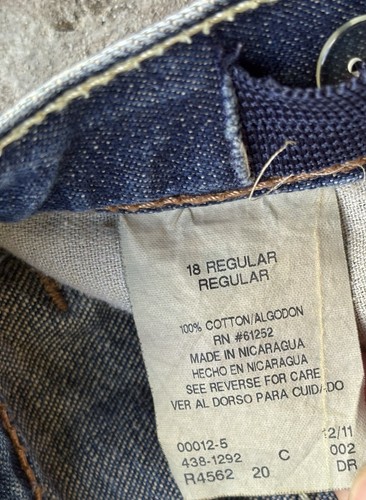 18 REGULAR
REGULAR
100% COTTON/ALGODON
RN #61252
MADE IN NICARAGUA
HECHO EN NICARAGUA
SEE REVERSE FOR CARE
VER AL DORSO PARA CUIDADO
00012-5 12/11
438-1292 C 002
R4562 20 DR